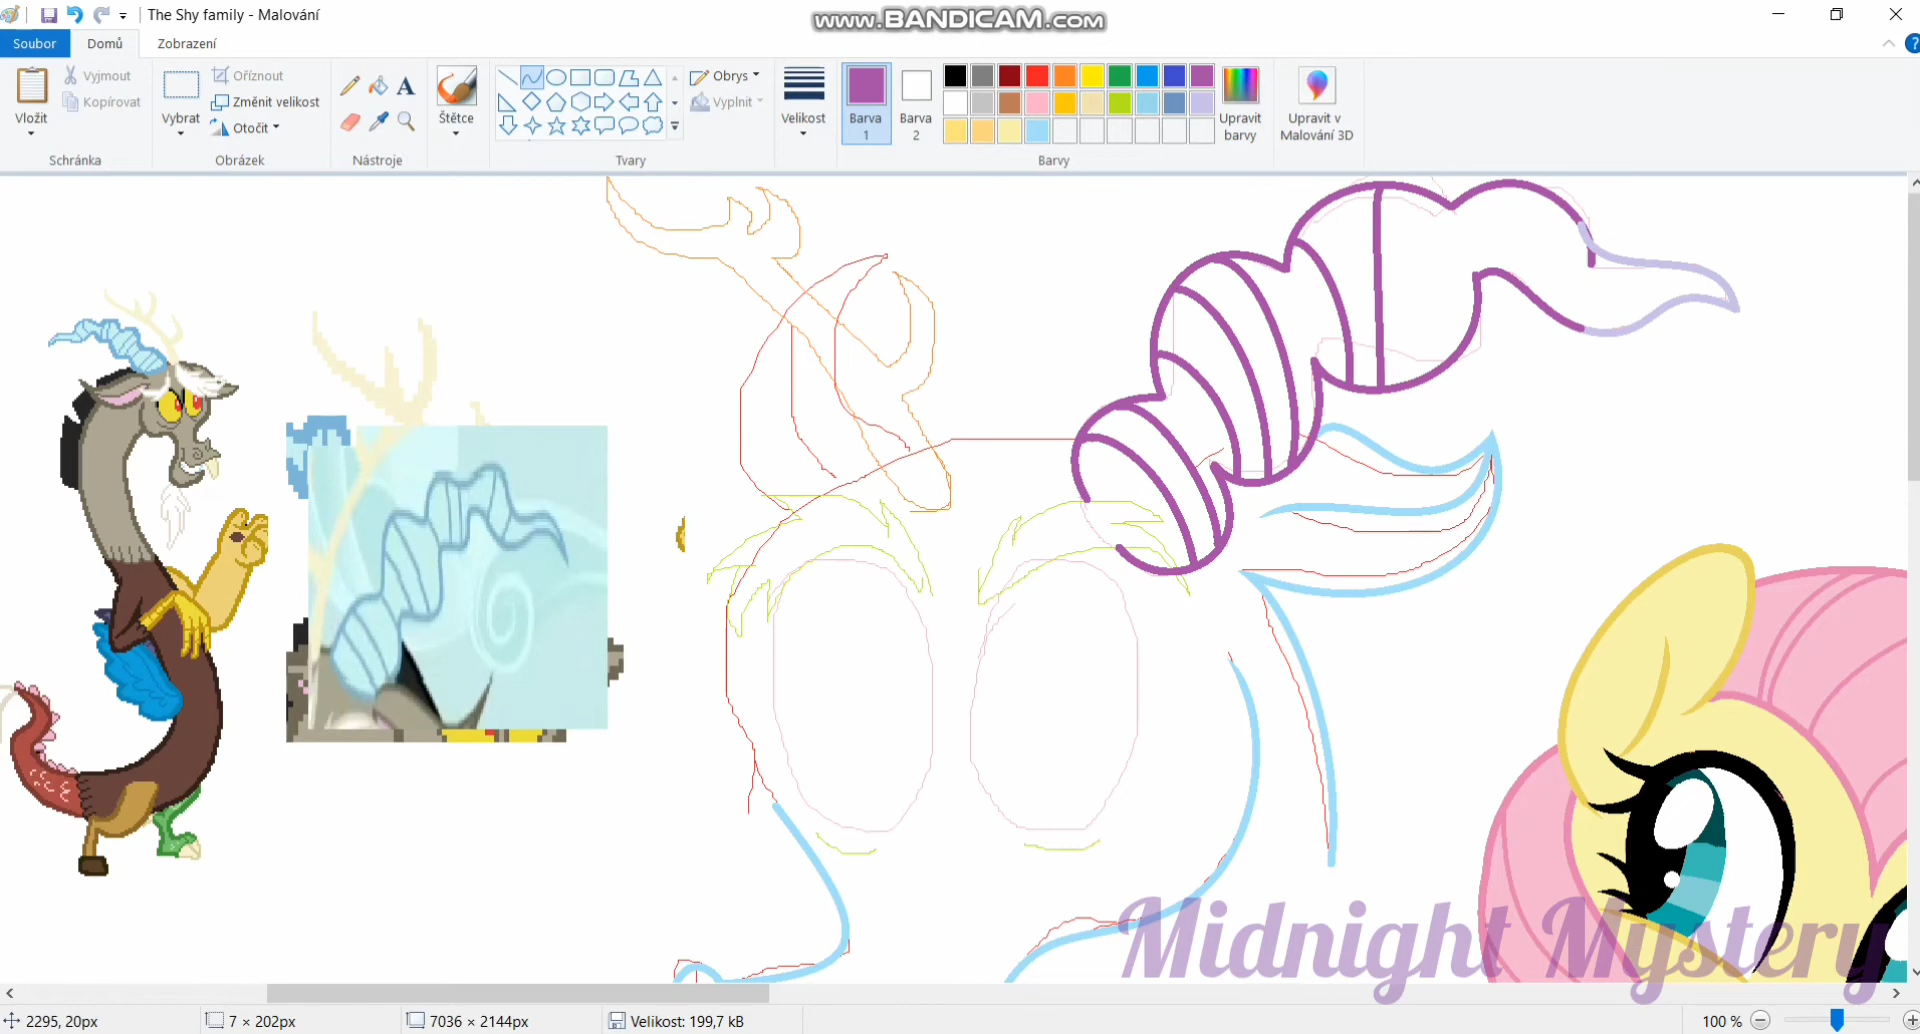 The Shy family - Malování
www.BANDICAM.com
Soubor
Domů
Zobrazení
?
Vložit
Vyjmout
Kopírovat
Schránka
Vybrat
Oříznout
Změnit velikost
Otočit
Obrázek
A
Nástroje
Štětce
Obrys
Vyplnit
Tvary
Velikost
Barva
1
Barva
2
Upravit
barvy
Barvy
Upravit v
Malování 3D
Midnight Mystery
2295, 20px
7 × 202px
7036 × 2144px
Velikost: 199,7 kB
100 %